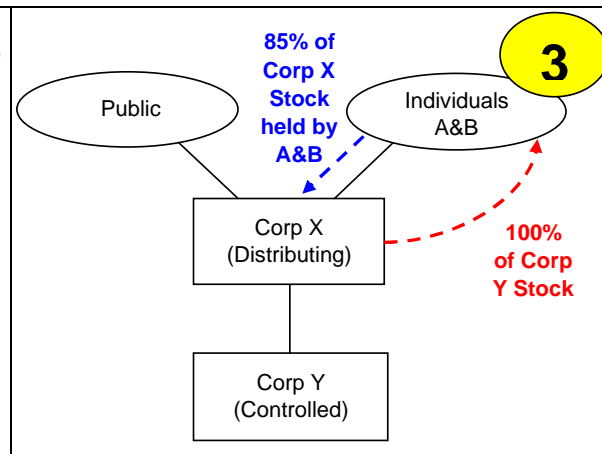 85% of
Corp X
Stock
held by
A&B
3
Public
Individuals
A&B
Corp X
(Distributing)
100%
of Corp
Y Stock
Corp Y
(Controlled)